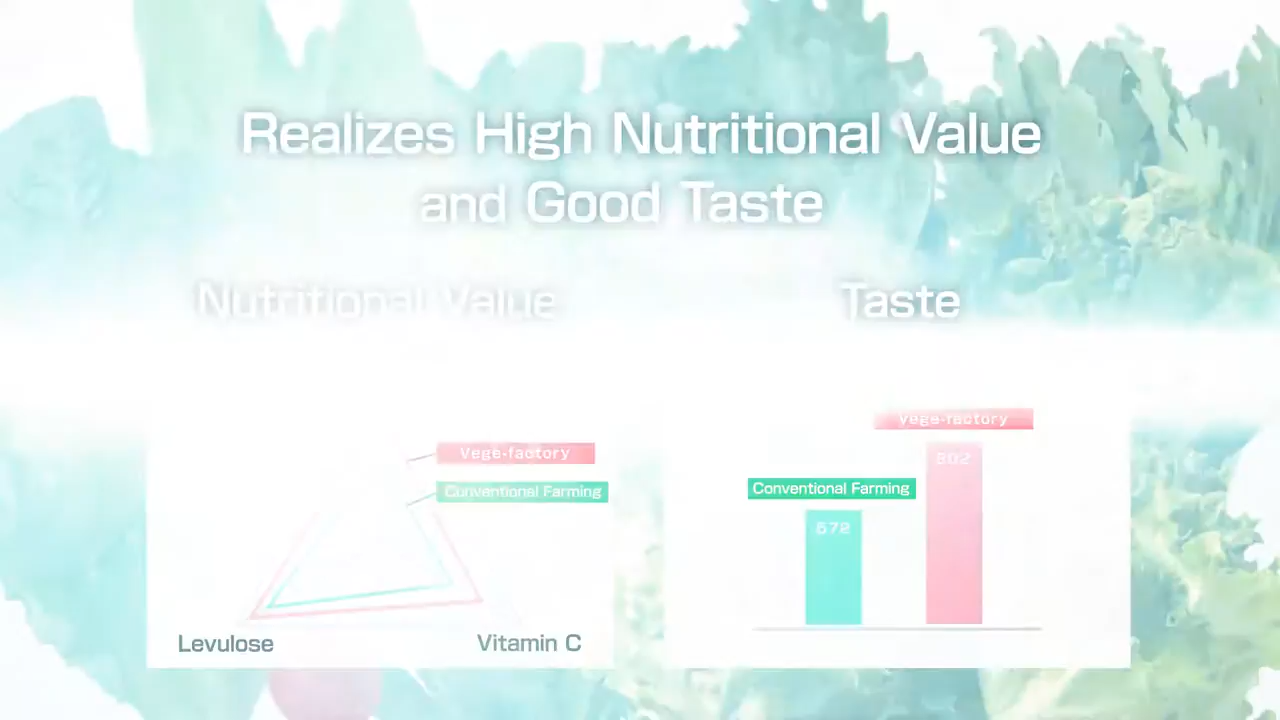 Realizes High Nutritional Value
and Good Taste
Nutritional Value
Taste
Vege-factory
Conventional Farming
Levulose
Vitamin C
Vege-factory
Conventional Farming
572